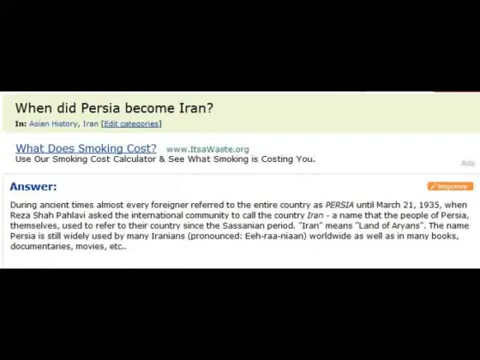 When did Persia become Iran?
In: Asian History, Iran [Edit categories]
What Does Smoking Cost? www.ItsaWaste.org
Use Our Smoking Cost Calculator & See What Smoking is Costing You.
Ads
Answer:
Improve
During ancient times almost every foreigner referred to the entire country as PERSIA until March 21, 1935, when
Reza Shah Pahlavi asked the international community to call the country Iran - a name that the people of Persia,
themselves, used to refer to their country since the Sassanian period. "Iran" means "Land of Aryans". The name
Persia is still widely used by many Iranians (pronounced: Eeh-raa-niaan) worldwide as well as in many books,
documentaries, movies, etc..